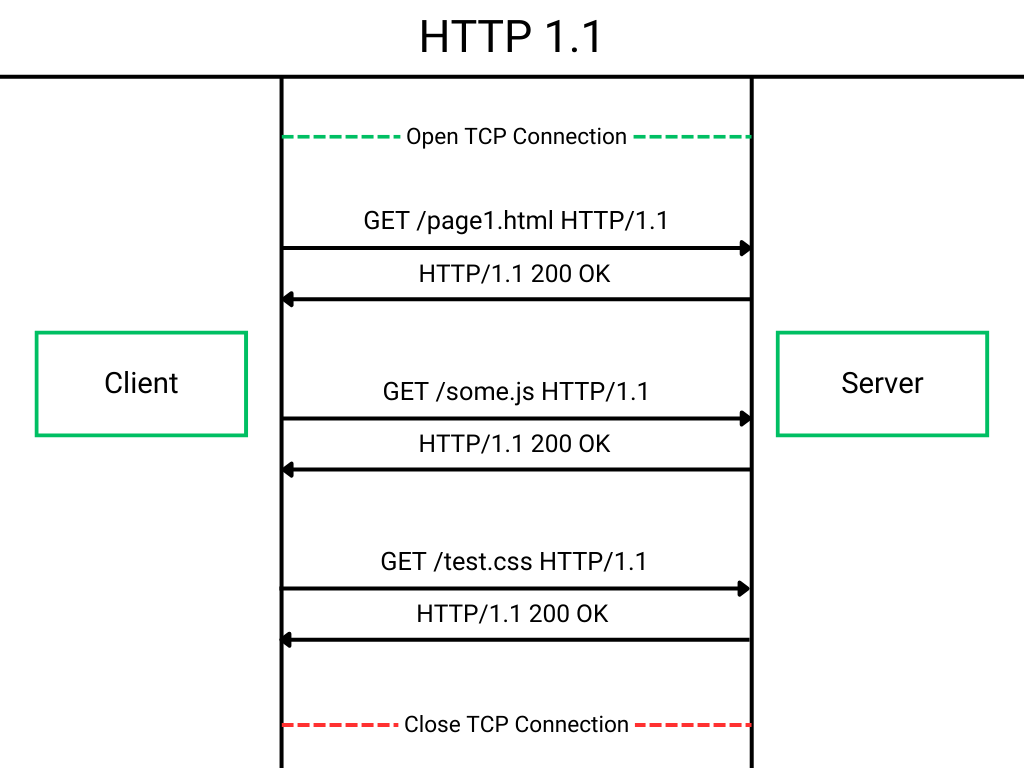 HTTP 1.1
Open TCP Connection
GET /page1.html HTTP/1.1
HTTP/1.1 200 OK
Client
Server
GET /some.js HTTP/1.1
HTTP/1.1 200 OK
GET /test.css HTTP/1.1
HTTP/1.1 200 OK
Close TCP Connection